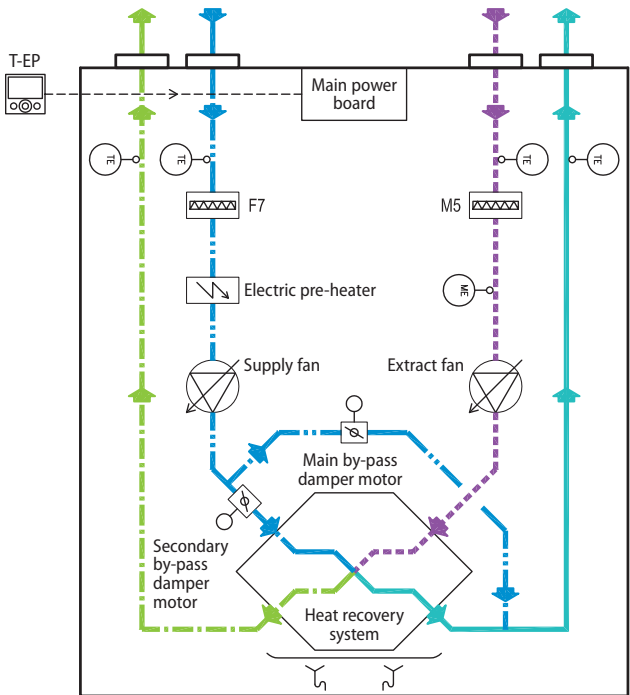 T-EP
Main power
board
TE
TE
TE
TE
F7
M5
Electric pre-heater
ME
Supply fan
Extract fan
Main by-pass
damper motor
Secondary
by-pass
damper
motor
Heat recovery
system